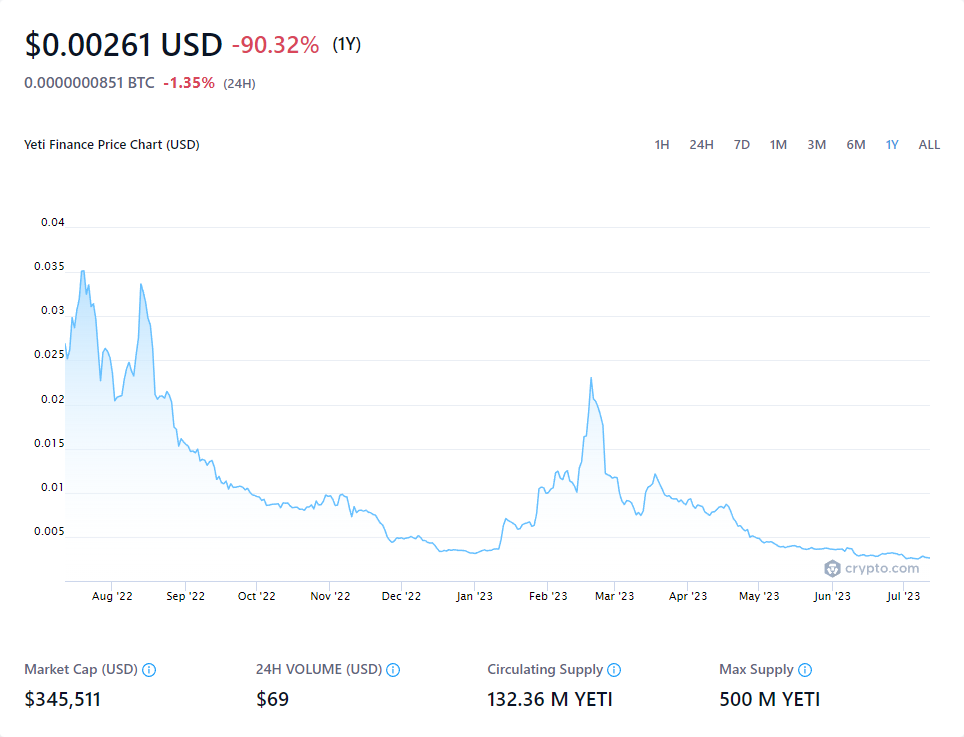 $0.00261 USD -90.32% (1Y)
0.0000000851 BTC -1.35% (24H)
Yeti Finance Price Chart (USD) 1H 24H 7D 1M 3M 6M 1Y ALL
0.04
0.035
0.03
0.025
0.02
0.015
0.01
0.005
crypto.com
Aug '22 Sep '22 Oct '22 Nov '22 Dec '22 Jan '23 Feb '23 Mar '23 Apr '23 May '23 Jun '23 Jul '23
Market Cap (USD) 24H VOLUME (USD) Circulating Supply Max Supply
$345,511 $69 132.36 M YETI 500 M YETI